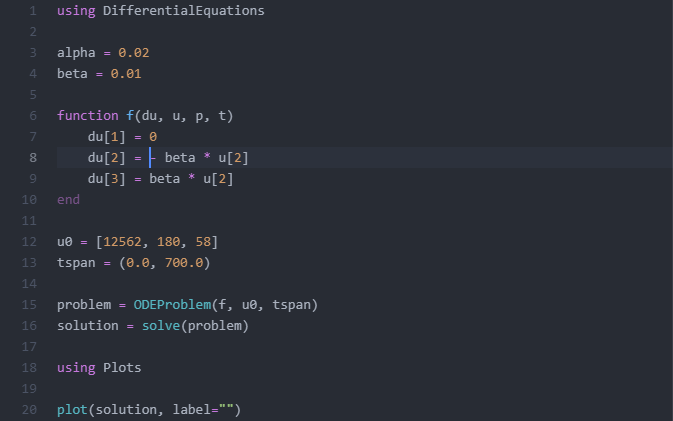 1 using DifferentialEquations
2
3 alpha = 0.02
4 beta = 0.01
5
6 function f(du, u, p, t)
7     du[1] = 0
8     du[2] = - beta * u[2]
9     du[3] = beta * u[2]
10 end
11
12 u0 = [12562, 180, 58]
13 tspan = (0.0, 700.0)
14
15 problem = ODEProblem(f, u0, tspan)
16 solution = solve(problem)
17
18 using Plots
19
20 plot(solution, label="")